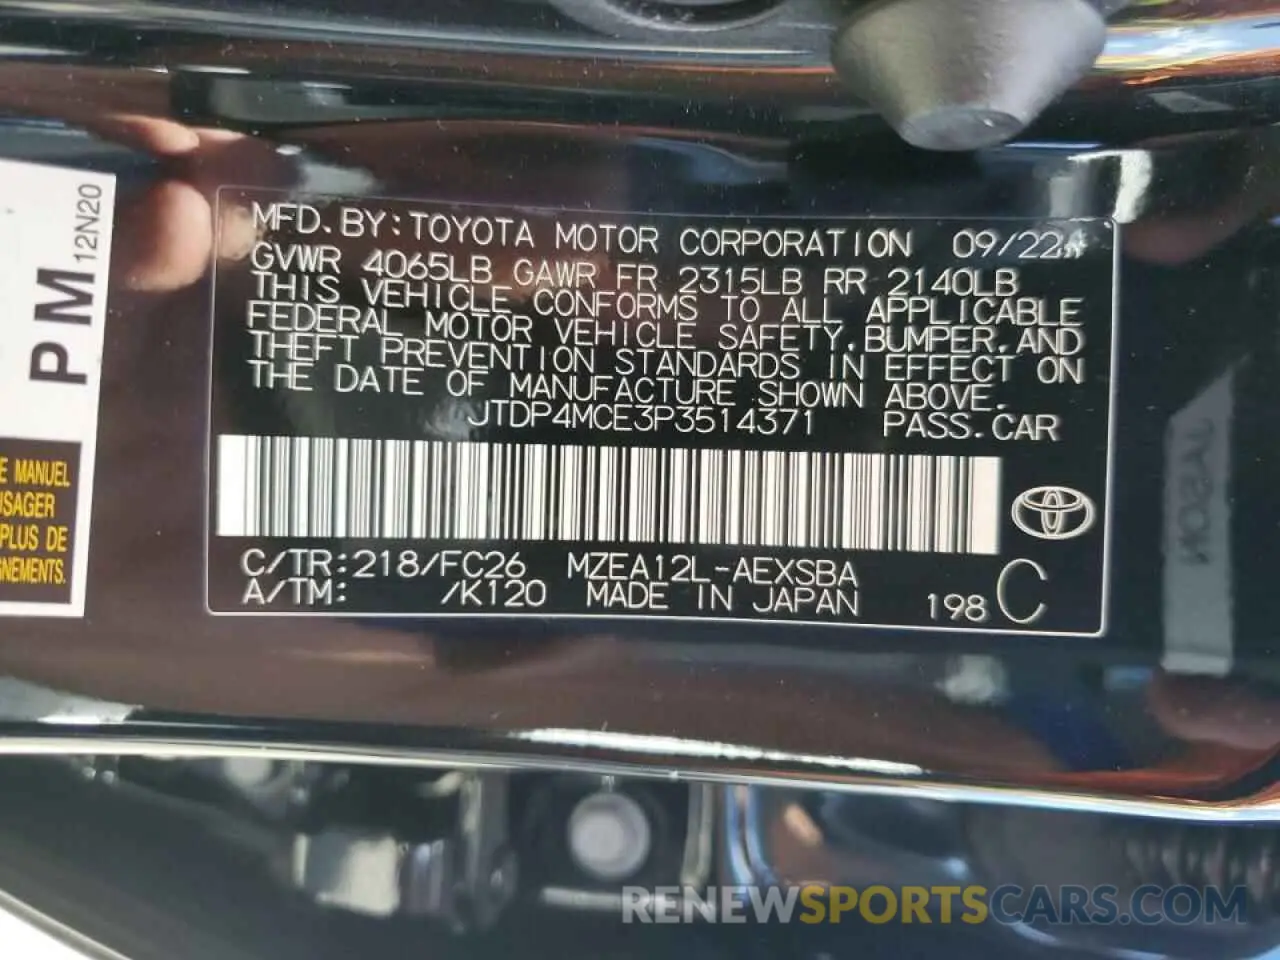 MFD. BY: TOYOTA MOTOR CORPORATION 09/22
GVWR 4065LB GAWR FR 2315LB RR 2140LB
THIS VEHICLE CONFORMS TO ALL APPLICABLE
FEDERAL MOTOR VEHICLE SAFETY, BUMPER, AND
THEFT PREVENTION STANDARDS IN EFFECT ON
THE DATE OF MANUFACTURE SHOWN ABOVE.
JTDP4MCE3P3514371 PASS. CAR
C/TR: 218/FC26 MZEA12L-AEXSBA
A/TM: /K120 MADE IN JAPAN 198 C
PM 12N20
E MANUEL
USAGER
PLUS DE
GNEMENTS.
RENEWSPORTSCARS.COM